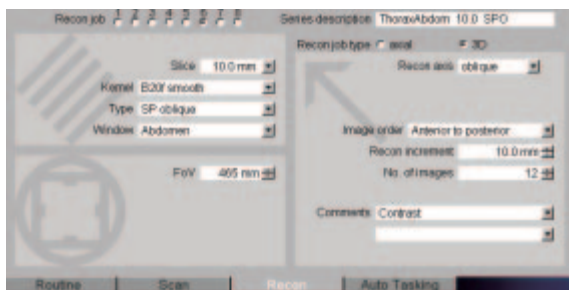 Recon job 1 2 3 4 5 6 7 8
Series description ThoraxAbdom 10.0 SPO
Recon job type axial 3D
Slice 10.0 mm
Kernel B20f smooth
Type SP oblique
Window Abdomen
FoV 465 mm
Recon axis oblique
Image order Anterior to posterior
Recon increment 10.0 mm
No. of images 12
Comments Contrast
Routine Scan Recon Auto Tasking